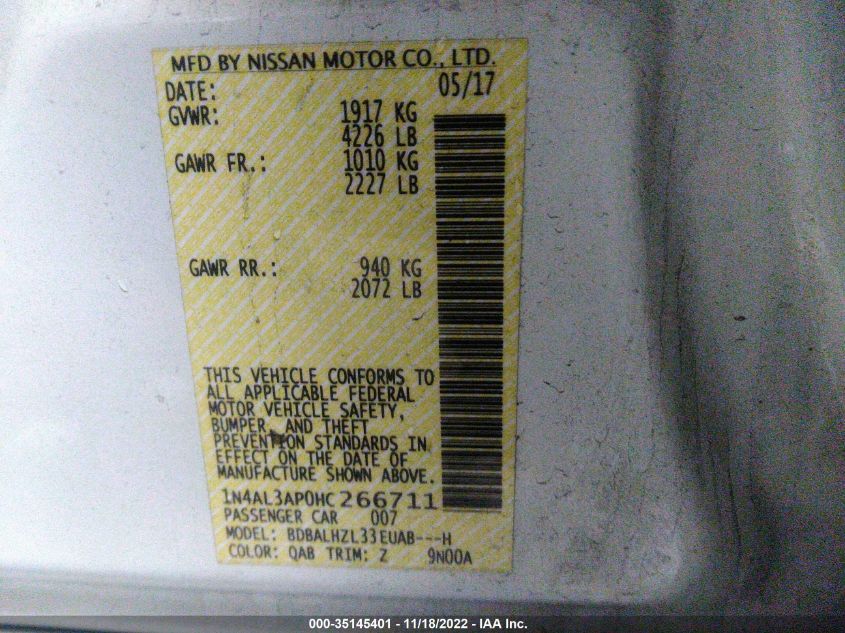 MFD BY NISSAN MOTOR CO., LTD.
DATE: 05/17
GVWR: 1917 KG
4226 LB
GAWR FR.: 1010 KG
2227 LB
GAWR RR.: 940 KG
2072 LB
THIS VEHICLE CONFORMS TO
ALL APPLICABLE FEDERAL
MOTOR VEHICLE SAFETY,
BUMPER, AND THEFT
PREVENTION STANDARDS IN
EFFECT ON THE DATE OF
MANUFACTURE SHOWN ABOVE.
1N4AL3AP0HC266711
PASSENGER CAR 007
MODEL: BDBALHZL33EUAB---H
COLOR: QAB TRIM: Z 9N00A
000-35145401 - 11/18/2022 - IAA Inc.